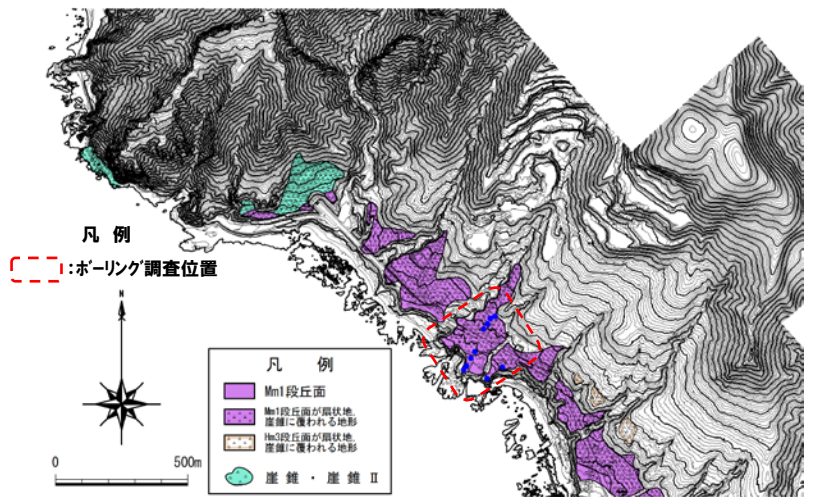 凡 例
:ボーリング調査位置
N
凡 例
Mm1段丘面
Mm1段丘面が扇状地、
崖錐に覆われる地形
Hm3段丘面が扇状地、
崖錐に覆われる地形
崖 錐 ・ 崖 錐 Ⅱ
0 500m